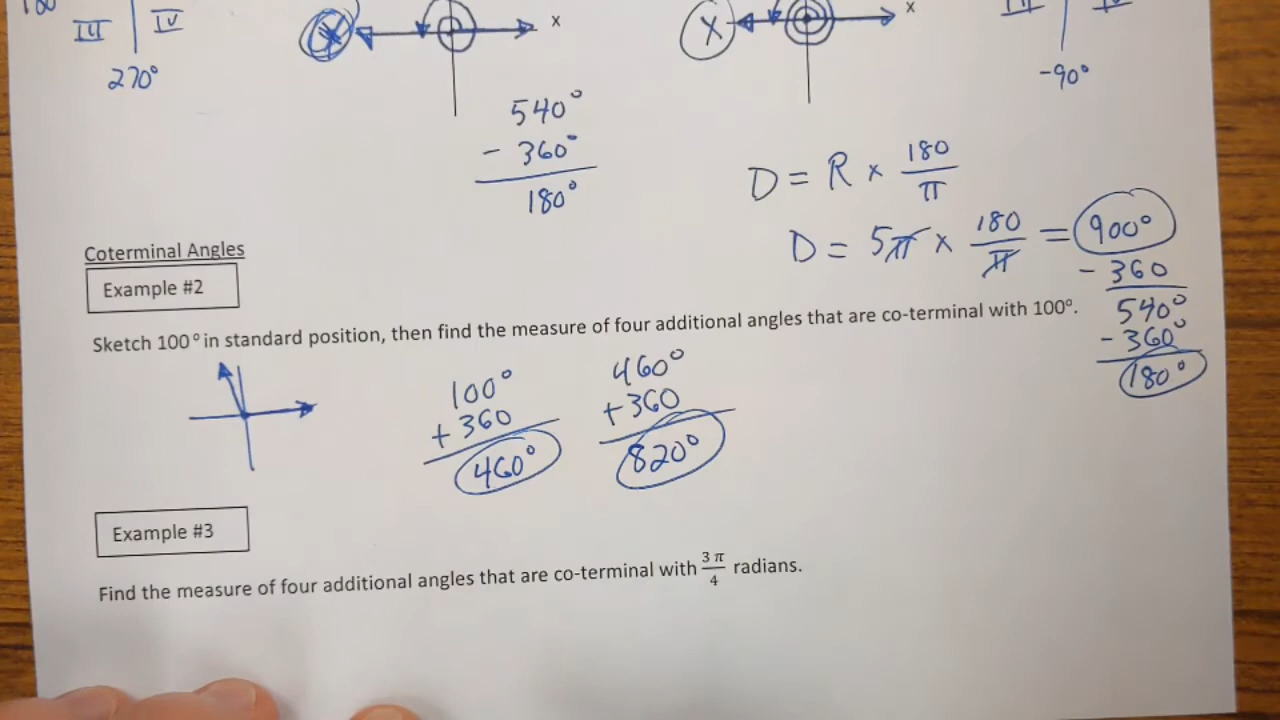 III IV x X x
270° -90°
540°
- 360°
180°
D = R × 180/π
D = 5π × 180/π = 900°
- 360
540°
- 360°
180°
Coterminal Angles
Example #2
Sketch 100° in standard position, then find the measure of four additional angles that are co-terminal with 100°.
100° 460°
+ 360 + 360
460° 820°
Example #3
Find the measure of four additional angles that are co-terminal with 3π/4 radians.